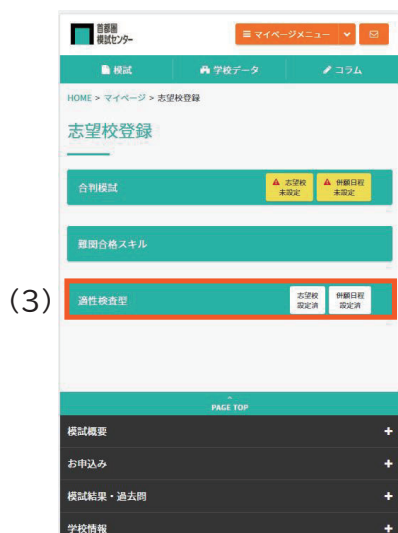 首都圏
模試センター
マイページメニュー
模試
学校データ
コラム
HOME > マイページ > 志望校登録
志望校登録
合判模試
志望校
未設定
併願日程
未設定
難関合格スキル
(3)
適性検査型
志望校
設定済
併願日程
設定済
PAGE TOP
模試概要 +
お申込み +
模試結果・過去問 +
学校情報 +